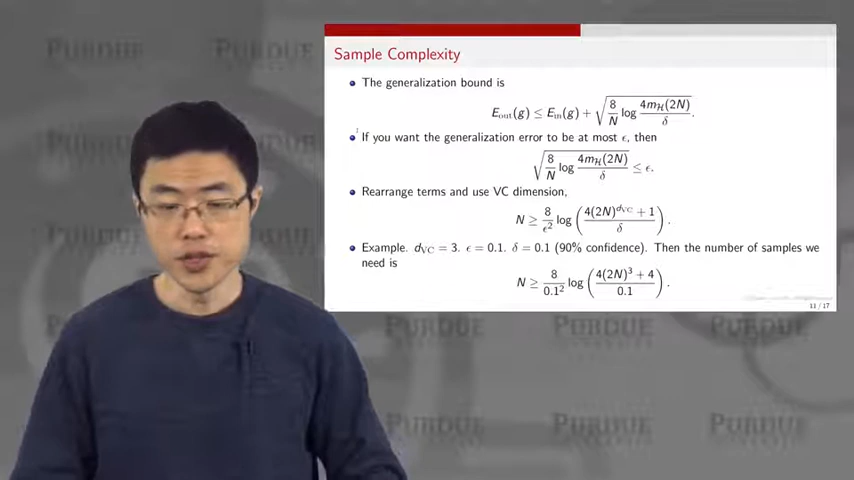 PURDUE
PURDUE
Sample Complexity
The generalization bound is
E_out(g) ≤ E_in(g) + √(8/N log 4m_ℋ(2N)/δ).
If you want the generalization error to be at most ϵ, then
√(8/N log 4m_ℋ(2N)/δ) ≤ ϵ.
Rearrange terms and use VC dimension,
N ≥ 8/ϵ² log (4(2N)^{d_VC} + 1 / δ).
Example. d_VC = 3. ϵ = 0.1. δ = 0.1 (90% confidence). Then the number of samples we
need is
N ≥ 8/0.1² log (4(2N)³ + 4 / 0.1).
11 / 17
PURDUE
PURDUE
PURDUE
PURDUE
PURDUE
PURDUE